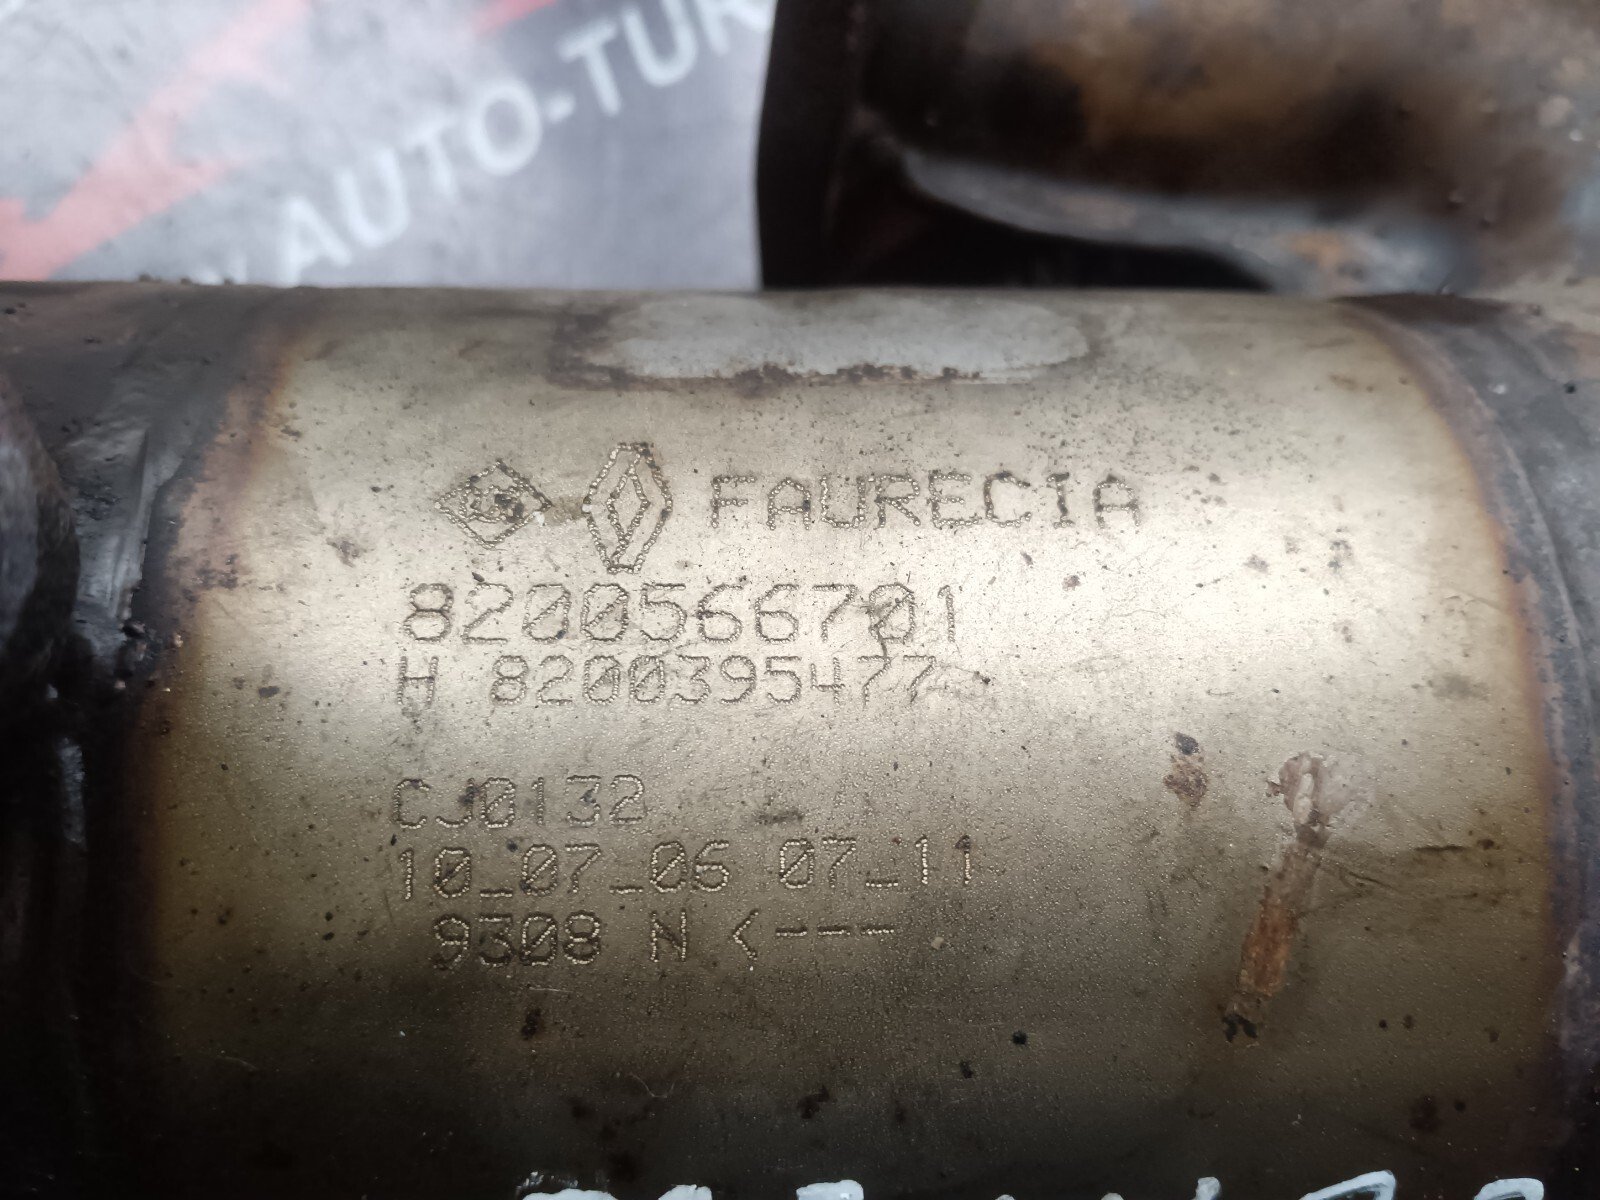 AUTO-TUR
FAURECIA
8200566701
H 8200395477
CJ0132
10_07_06 07_11
9308 N <---